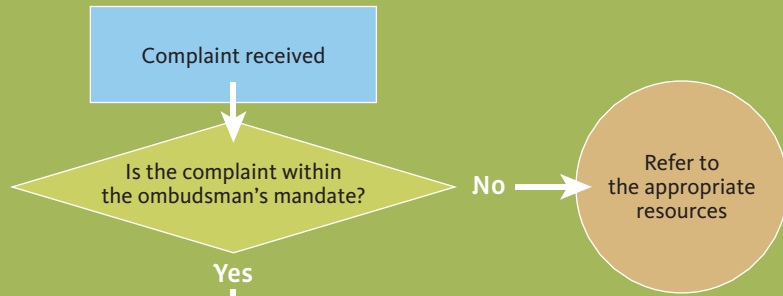 Complaint received
Is the complaint within
the ombudsman’s mandate?
No
Refer to
the appropriate
resources
Yes